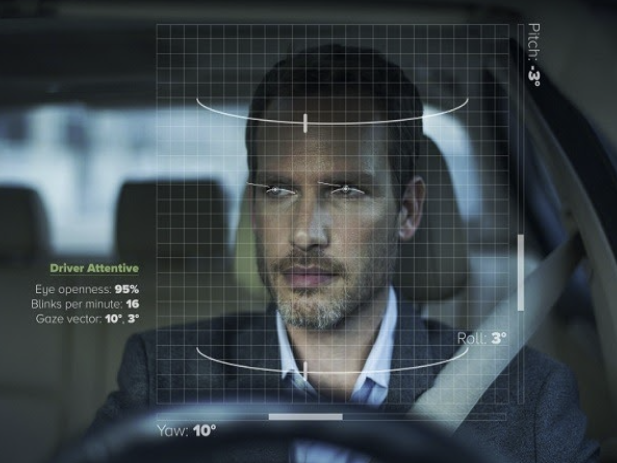 Pitch: -3°
Driver Attentive
Eye openness: 95%
Blinks per minute: 16
Gaze vector: 10°, 3°
Roll: 3°
Yaw: 10°